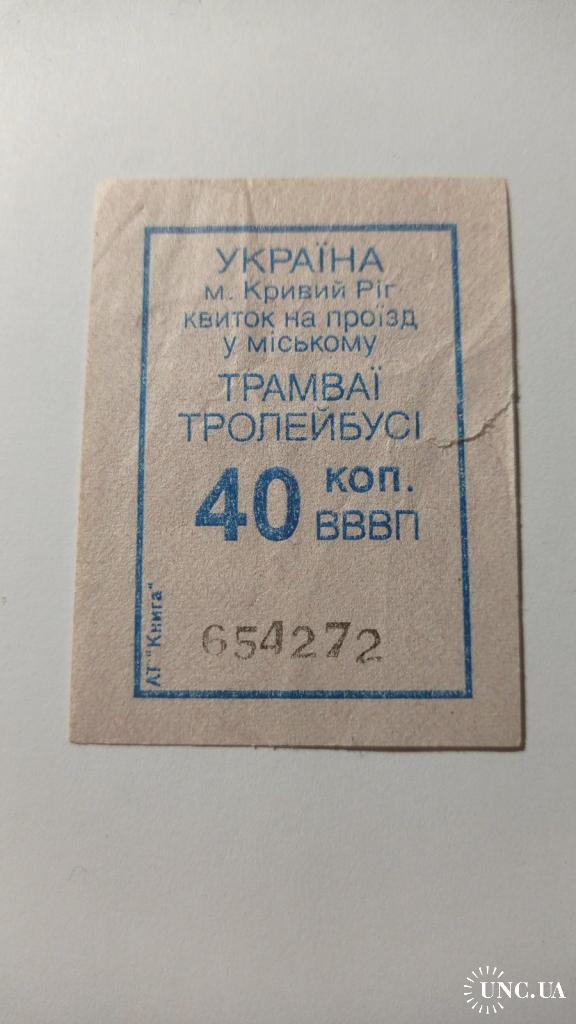 УКРАЇНА
м. Кривий Ріг
квиток на проїзд
у міському
ТРАМВАЇ
ТРОЛЕЙБУСІ
40 коп.
ВВВП
654272
АТ "Книга"
UNC.UA